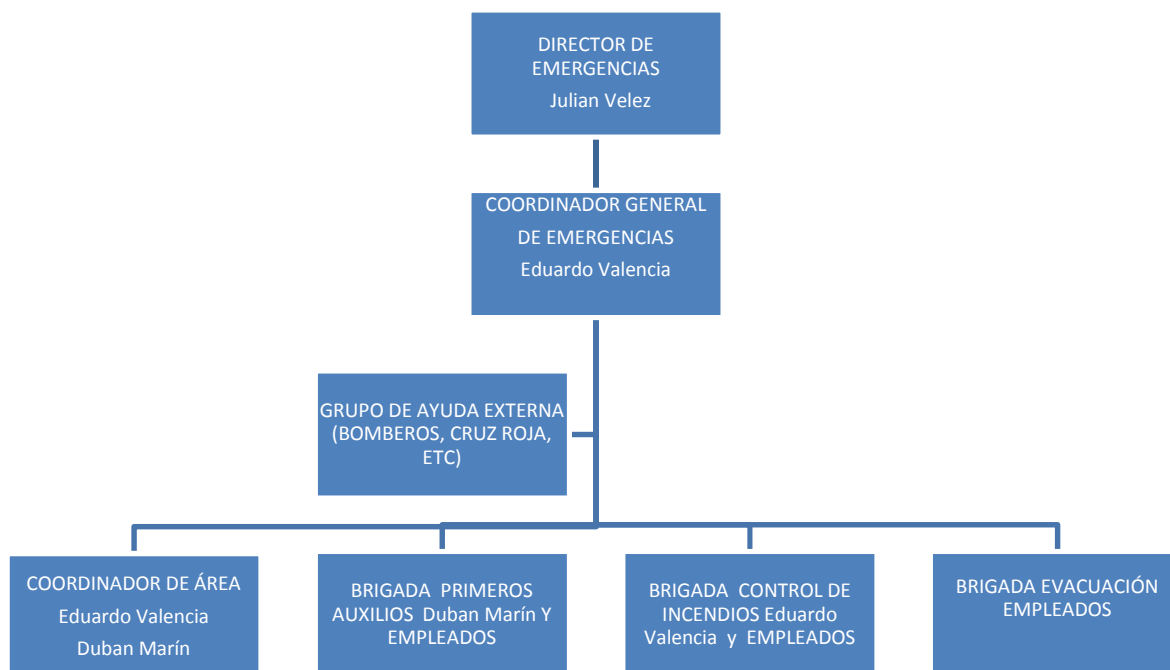 DIRECTOR DE
EMERGENCIAS
Julian Velez
COORDINADOR GENERAL
DE EMERGENCIAS
Eduardo Valencia
GRUPO DE AYUDA EXTERNA
(BOMBEROS, CRUZ ROJA,
ETC)
COORDINADOR DE ÁREA
Eduardo Valencia
Duban Marín
BRIGADA PRIMEROS
AUXILIOS Duban Marín Y
EMPLEADOS
BRIGADA CONTROL DE
INCENDIOS Eduardo
Valencia y EMPLEADOS
BRIGADA EVACUACIÓN
EMPLEADOS